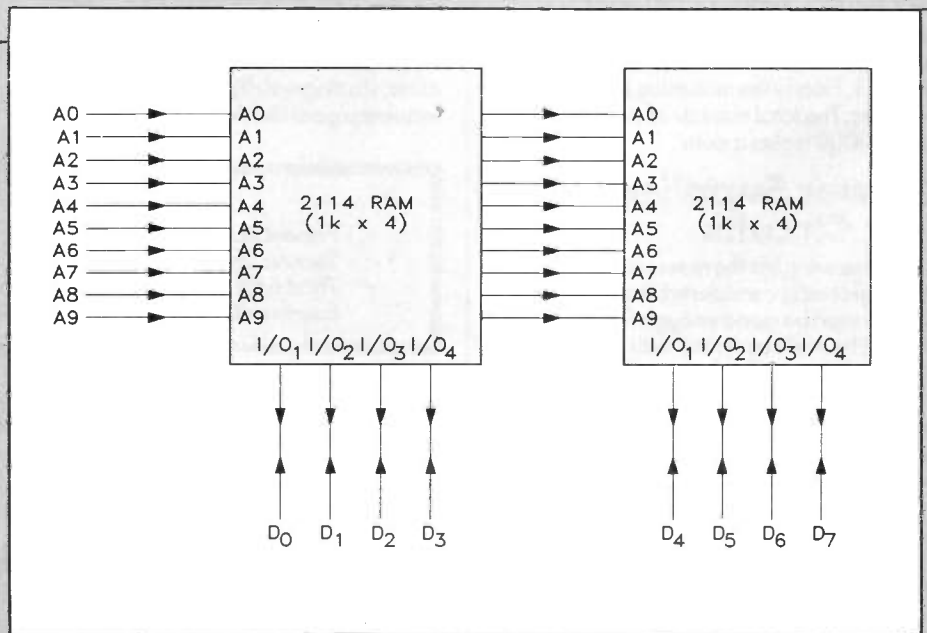 A0 A0 A0
A1 A1 A1
A2 A2 A2
A3 A3 A3
A4 A4 A4
A5 A5 A5
A6 A6 A6
A7 A7 A7
A8 A8 A8
A9 A9 A9
2114 RAM
(1k x 4)
2114 RAM
(1k x 4)
I/O₁ I/O₂ I/O₃ I/O₄
I/O₁ I/O₂ I/O₃ I/O₄
D₀ D₁ D₂ D₃
D₄ D₅ D₆ D₇